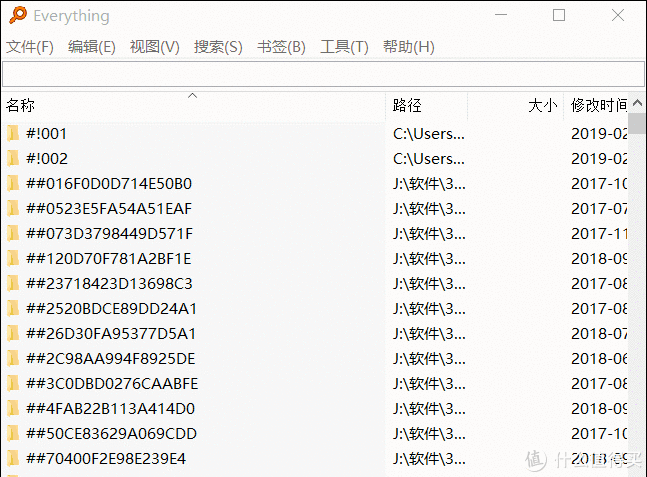 Everything
文件(F) 编辑(E) 视图(V) 搜索(S) 书签(B) 工具(T) 帮助(H)
名称 路径 大小 修改时间
#!001 C:\Users... 2019-02
#!002 C:\Users... 2019-02
##016F0D0D714E50B0 J:\软件\3... 2017-10
##0523E5FA54A51EAF J:\软件\3... 2017-07
##073D3798449D571F J:\软件\3... 2017-11
##120D70F781A2BF1E J:\软件\3... 2018-09
##23718423D13698C3 J:\软件\3... 2017-08
##2520BDCE89DD24A1 J:\软件\3... 2017-08
##26D30FA95377D5A1 J:\软件\3... 2018-07
##2C98AA994F8925DE J:\软件\3... 2018-06
##3C0DBD0276CAABFE J:\软件\3... 2017-08
##4FAB22B113A414D0 J:\软件\3... 2018-09
##50CE83629A069CDD J:\软件\3... 2017-10
##70400F2E98E239E4 J:\软件\3... 2018-09
值 什么值得买